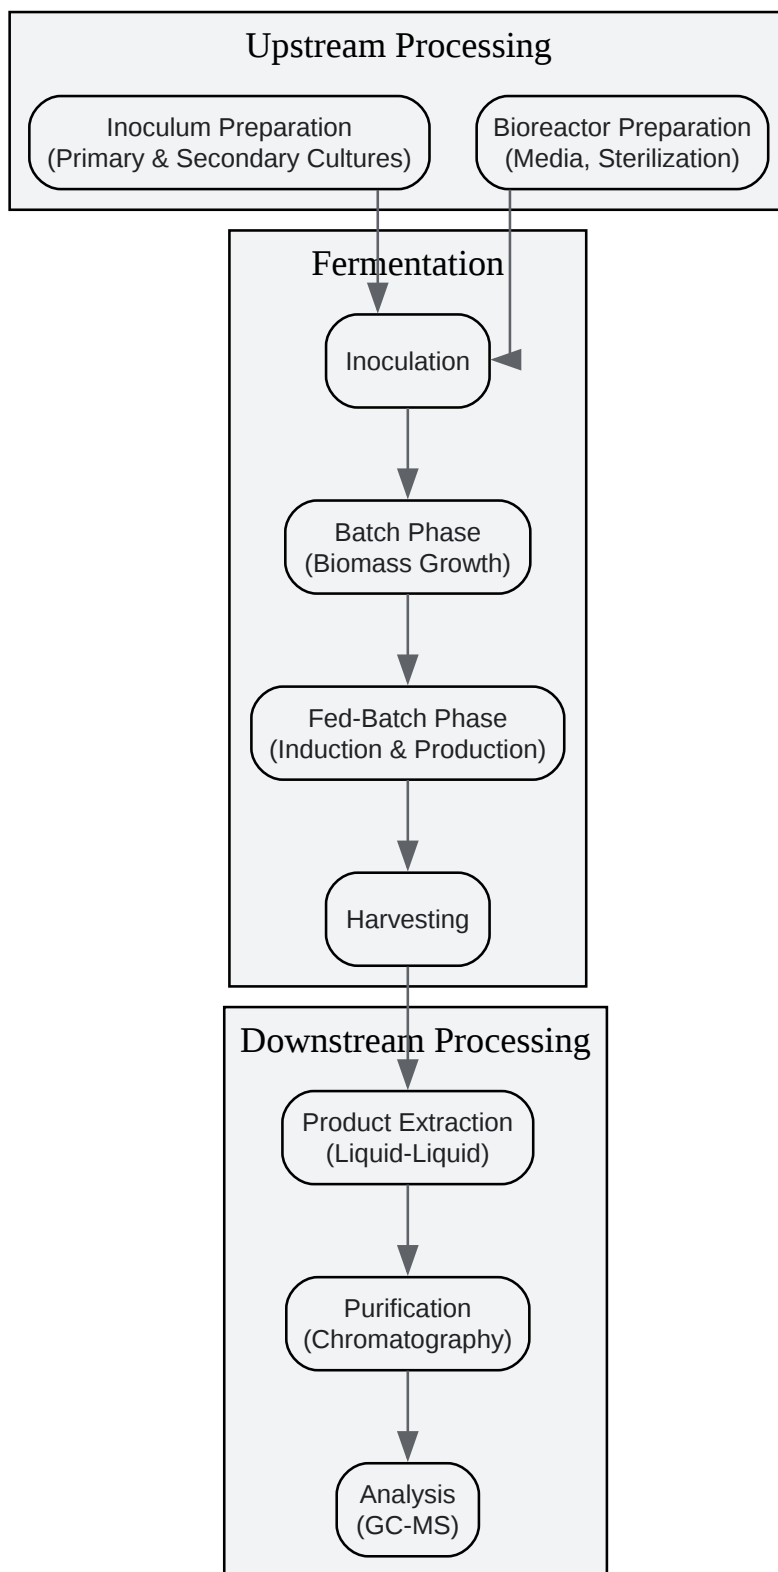 Upstream Processing
Inoculum Preparation
(Primary & Secondary Cultures)
Bioreactor Preparation
(Media, Sterilization)
Fermentation
Inoculation
Batch Phase
(Biomass Growth)
Fed-Batch Phase
(Induction & Production)
Harvesting
Downstream Processing
Product Extraction
(Liquid-Liquid)
Purification
(Chromatography)
Analysis
(GC-MS)